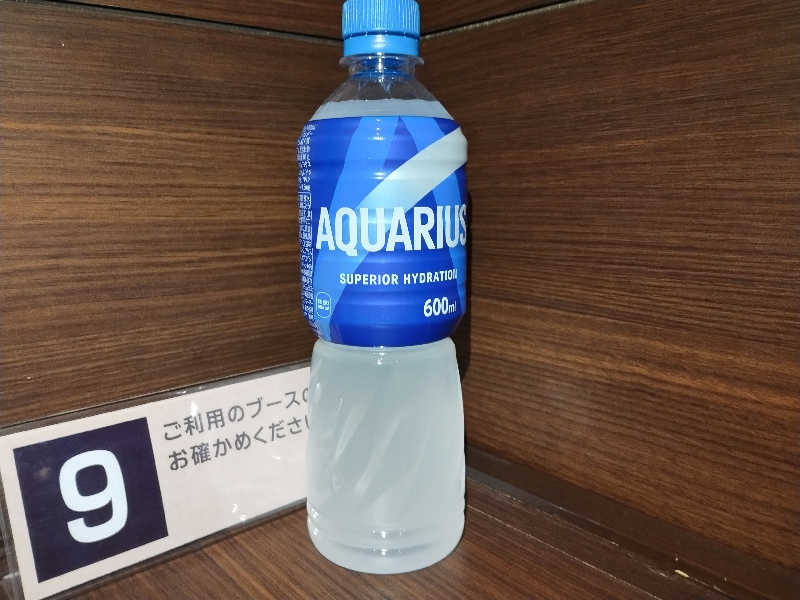 AQUARIUS
SUPERIOR HYDRATION
600ml
9
ご利用のブースの
お確かめくださ